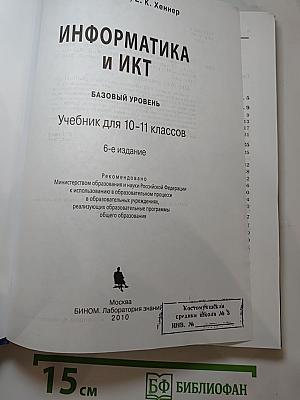 Е. К. Хеннер
ИНФОРМАТИКА
и ИКТ
БАЗОВЫЙ УРОВЕНЬ
Учебник для 10–11 классов
6-е издание
Рекомендовано
Министерством образования и науки Российской Федерации
к использованию в образовательном процессе
в образовательных учреждениях,
реализующих образовательные программы
общего образования
Москва
БИНОМ. Лаборатория знаний
2010
Костомукшская
средняя школа № 3
ИНВ. №
15 см
БФ БИБЛИОФАН